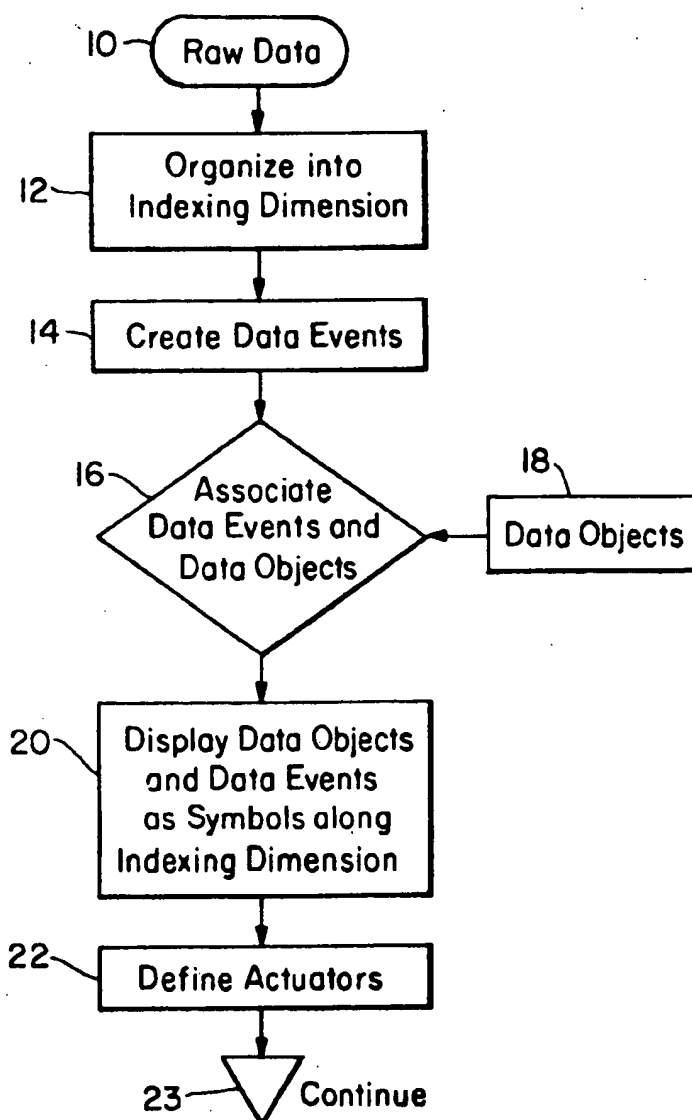 10
Raw Data
12
Organize into
Indexing Dimension
14
Create Data Events
16
Associate
Data Events and
Data Objects
18
Data Objects
20
Display Data Objects
and Data Events
as Symbols along
Indexing Dimension
22
Define Actuators
23
Continue